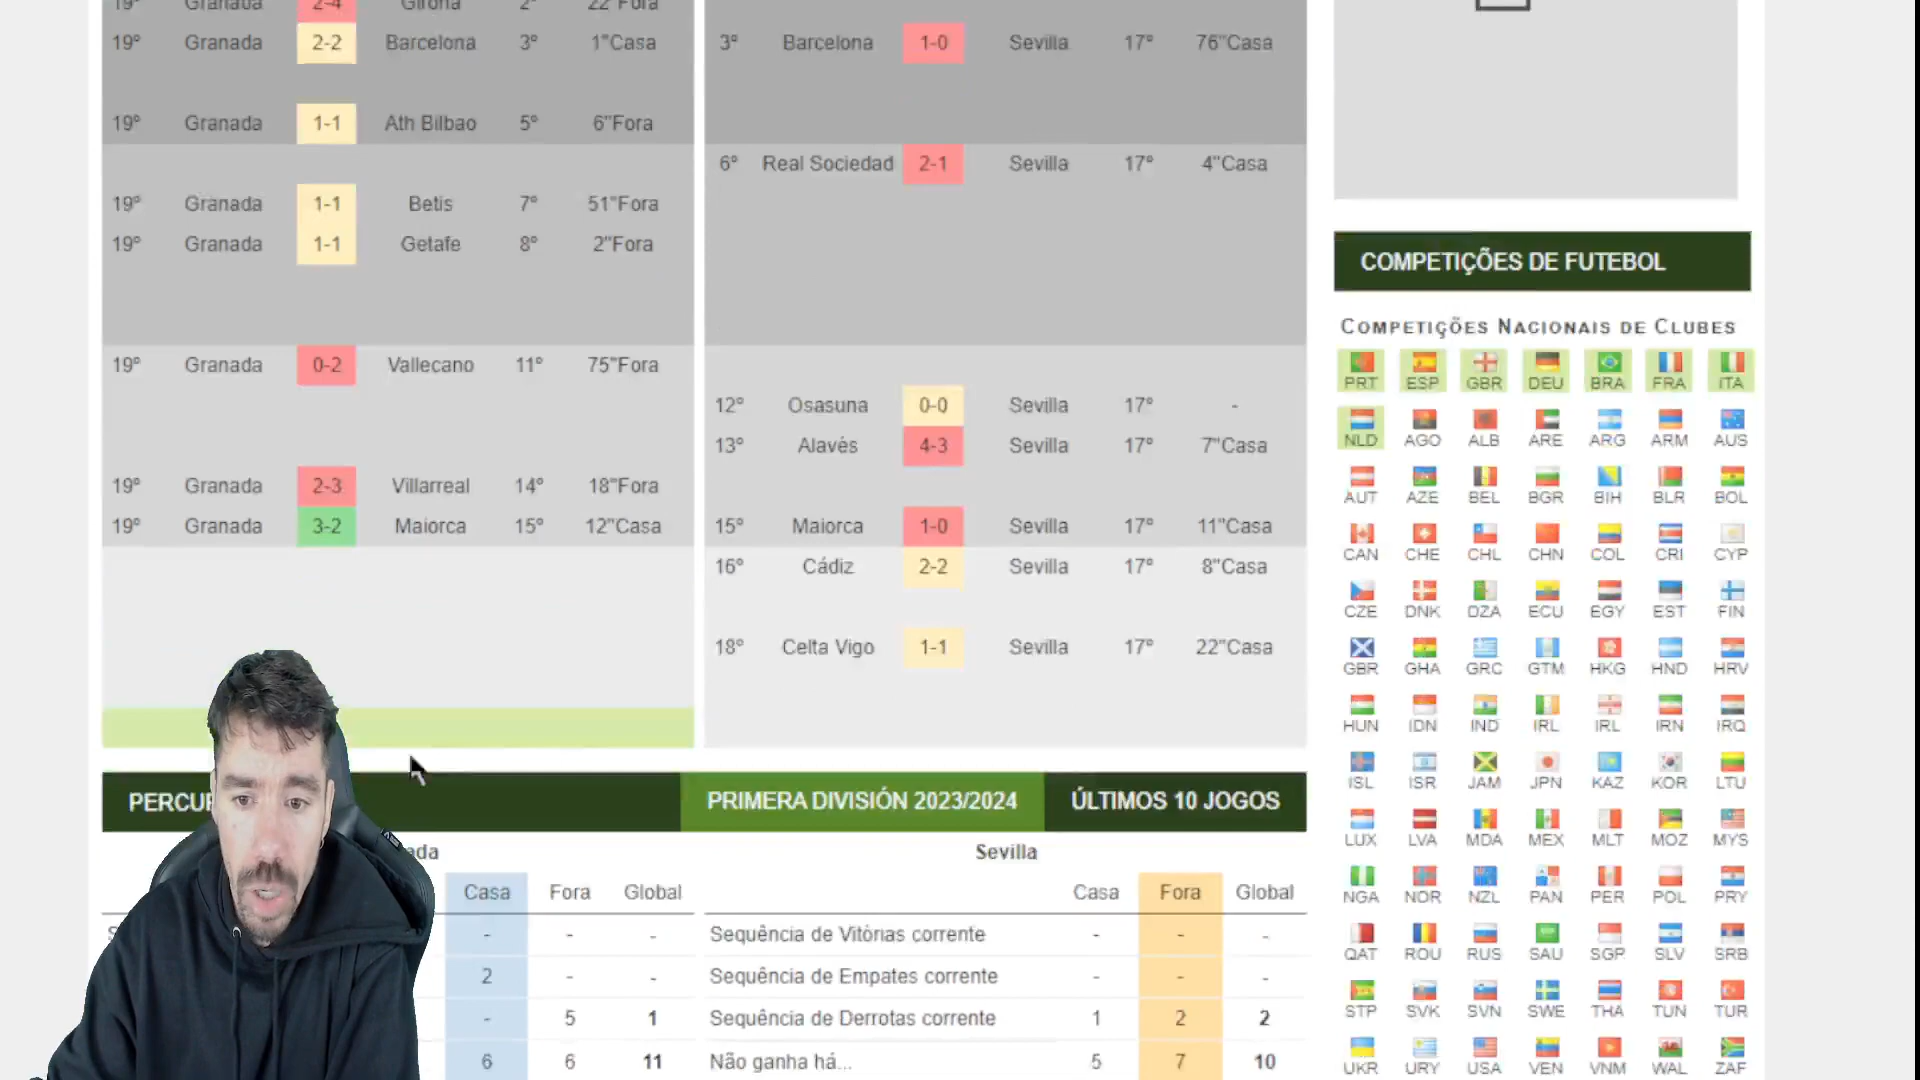 19º Granada 2-4 Girona 2º 22"Fora
19º Granada 2-2 Barcelona 3º 1"Casa
19º Granada 1-1 Ath Bilbao 5º 6"Fora
19º Granada 1-1 Betis 7º 51"Fora
19º Granada 1-1 Getafe 8º 2"Fora
19º Granada 0-2 Vallecano 11º 75"Fora
19º Granada 2-3 Villarreal 14º 18"Fora
19º Granada 3-2 Maiorca 15º 12"Casa
3º Barcelona 1-0 Sevilla 17º 76"Casa
6º Real Sociedad 2-1 Sevilla 17º 4"Casa
12º Osasuna 0-0 Sevilla 17º -
13º Alavés 4-3 Sevilla 17º 7"Casa
15º Maiorca 1-0 Sevilla 17º 11"Casa
16º Cádiz 2-2 Sevilla 17º 8"Casa
18º Celta Vigo 1-1 Sevilla 17º 22"Casa
PERCU PRIMERA DIVISIÓN 2023/2024 ÚLTIMOS 10 JOGOS
ada
Casa Fora Global
- - -
2 - -
- 5 1
6 6 11
Sevilla
Casa Fora Global
Sequência de Vitórias corrente - - -
Sequência de Empates corrente - - -
Sequência de Derrotas corrente 1 2 2
Não ganha há... 5 7 10
COMPETIÇÕES DE FUTEBOL
COMPETIÇÕES NACIONAIS DE CLUBES
PRT ESP GBR DEU BRA FRA ITA
NLD AGO ALB ARE ARG ARM AUS
AUT AZE BEL BGR BIH BLR BOL
CAN CHE CHL CHN COL CRI CYP
CZE DNK DZA ECU EGY EST FIN
GBR GHA GRC GTM HKG HND HRV
HUN IDN IND IRL IRL IRN IRQ
ISL ISR JAM JPN KAZ KOR LTU
LUX LVA MDA MEX MLT MOZ MYS
NGA NOR NZL PAN PER POL PRY
QAT ROU RUS SAU SGP SLV SRB
STP SVK SVN SWE THA TUN TUR
UKR URY USA VEN VNM WAL ZAF